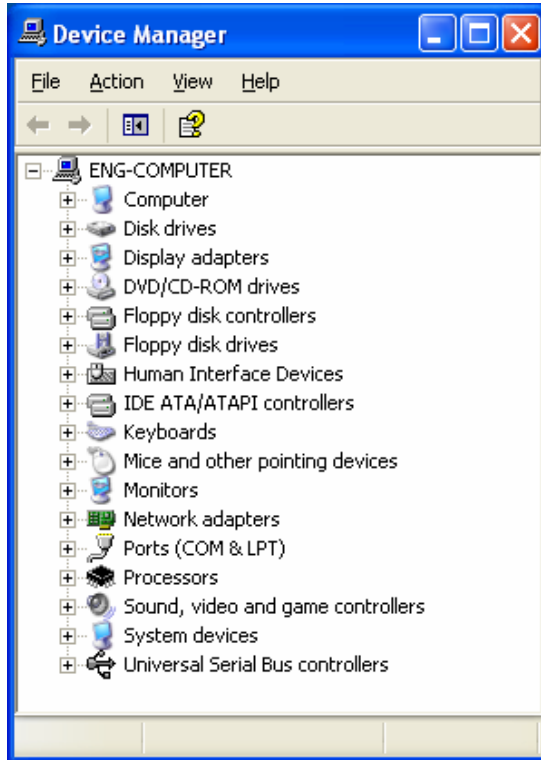 Device Manager
File Action View Help
ENG-COMPUTER
Computer
Disk drives
Display adapters
DVD/CD-ROM drives
Floppy disk controllers
Floppy disk drives
Human Interface Devices
IDE ATA/ATAPI controllers
Keyboards
Mice and other pointing devices
Monitors
Network adapters
Ports (COM & LPT)
Processors
Sound, video and game controllers
System devices
Universal Serial Bus controllers